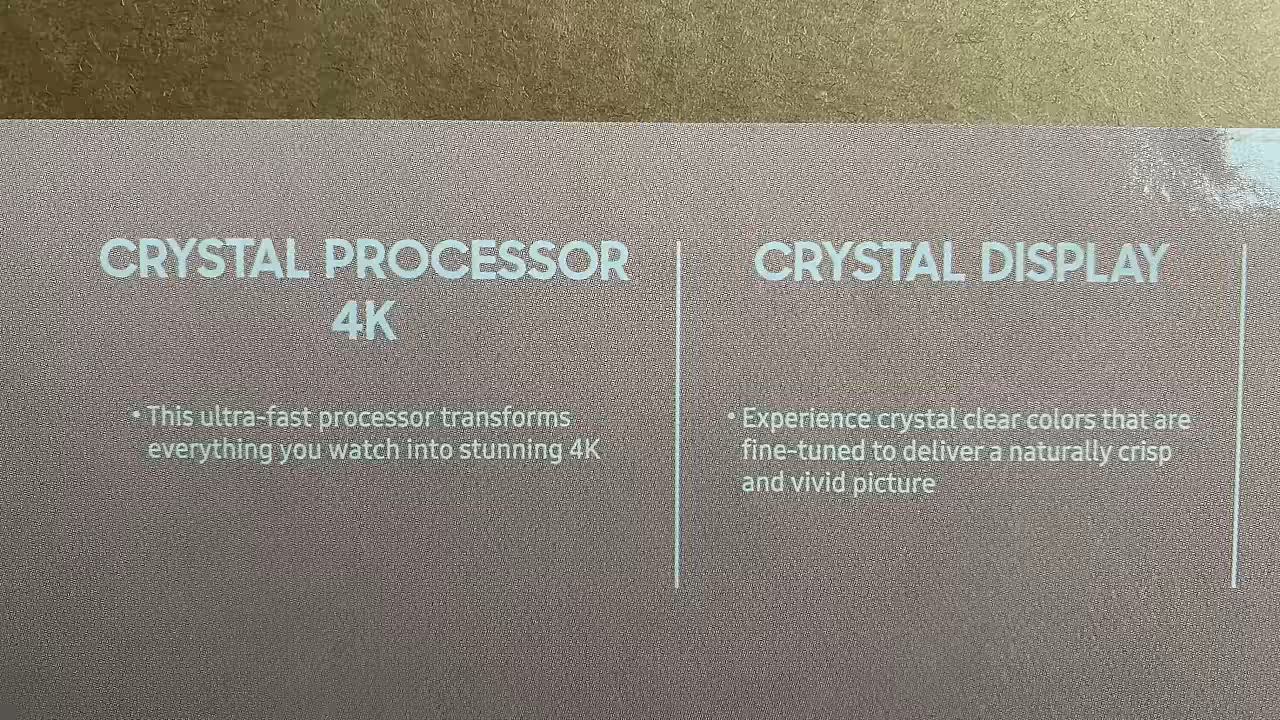 CRYSTAL PROCESSOR
4K
• This ultra-fast processor transforms
everything you watch into stunning 4K
CRYSTAL DISPLAY
• Experience crystal clear colors that are
fine-tuned to deliver a naturally crisp
and vivid picture